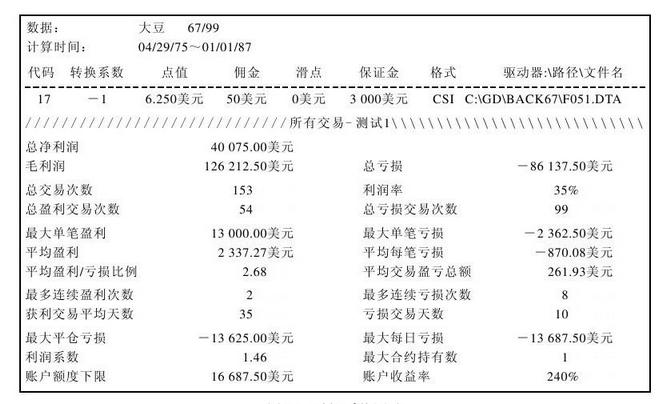 数据: 大豆 67/99
计算时间: 04/29/75～01/01/87
代码 转换系数 点值 佣金 滑点 保证金 格式 驱动器:\路径\文件名
17 －1 6.250美元 50美元 0美元 3 000美元 CSI C:\GD\BACK67\F051.DTA
//////////////////////////////所有交易-测试1\\\\\\\\\\\\\\\\\\\\\\\\\\\\
总净利润 40 075.00美元
毛利润 126 212.50美元 总亏损 －86 137.50美元
总交易次数 153 利润率 35%
总盈利交易次数 54 总亏损交易次数 99
最大单笔盈利 13 000.00美元 最大单笔亏损 －2 362.50美元
平均盈利 2 337.27美元 平均每笔亏损 －870.08美元
平均盈利/亏损比例 2.68 平均交易盈亏总额 261.93美元
最多连续盈利次数 2 最多连续亏损次数 8
获利交易平均天数 35 亏损交易天数 10
最大平仓亏损 －13 625.00美元 最大每日亏损 －13 687.50美元
利润系数 1.46 最大合约持有数 1
账户额度下限 16 687.50美元 账户收益率 240%